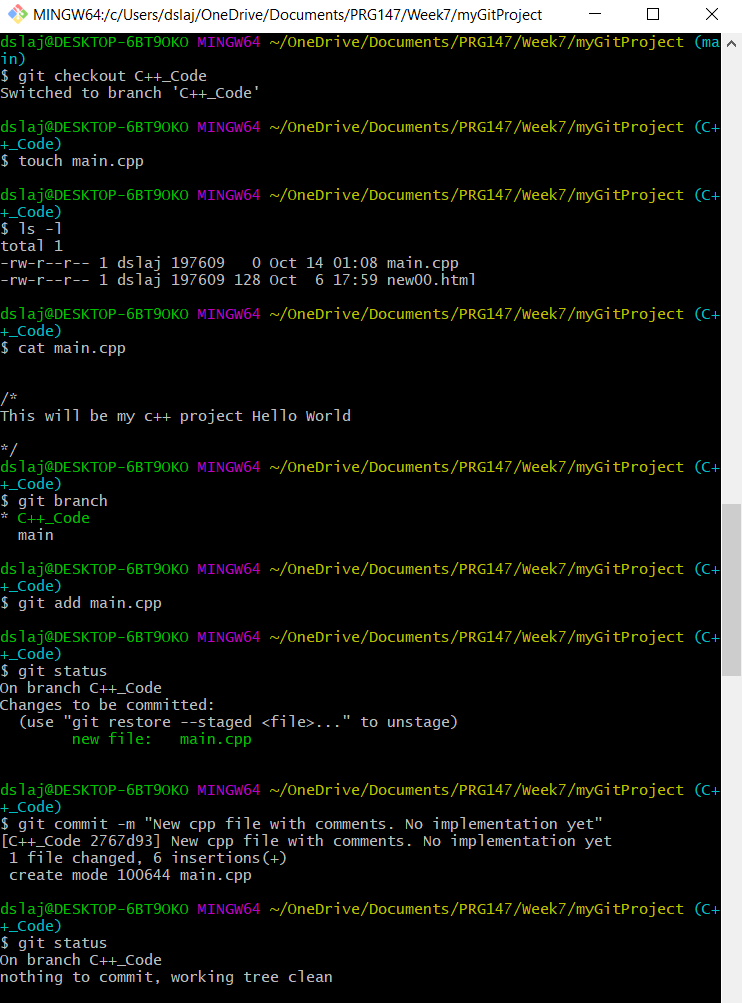 MINGW64:/c/Users/dslaj/OneDrive/Documents/PRG147/Week7/myGitProject
dslaj@DESKTOP-6BT9OKO MINGW64 ~/OneDrive/Documents/PRG147/Week7/myGitProject (ma
in)
$ git checkout C++_Code
Switched to branch 'C++_Code'
dslaj@DESKTOP-6BT9OKO MINGW64 ~/OneDrive/Documents/PRG147/Week7/myGitProject (C+
+_Code)
$ touch main.cpp
dslaj@DESKTOP-6BT9OKO MINGW64 ~/OneDrive/Documents/PRG147/Week7/myGitProject (C+
+_Code)
$ ls -l
total 1
-rw-r--r-- 1 dslaj 197609   0 Oct 14 01:08 main.cpp
-rw-r--r-- 1 dslaj 197609 128 Oct  6 17:59 new00.html
dslaj@DESKTOP-6BT9OKO MINGW64 ~/OneDrive/Documents/PRG147/Week7/myGitProject (C+
+_Code)
$ cat main.cpp
/*
This will be my c++ project Hello World
*/
dslaj@DESKTOP-6BT9OKO MINGW64 ~/OneDrive/Documents/PRG147/Week7/myGitProject (C+
+_Code)
$ git branch
* C++_Code
  main
dslaj@DESKTOP-6BT9OKO MINGW64 ~/OneDrive/Documents/PRG147/Week7/myGitProject (C+
+_Code)
$ git add main.cpp
dslaj@DESKTOP-6BT9OKO MINGW64 ~/OneDrive/Documents/PRG147/Week7/myGitProject (C+
+_Code)
$ git status
On branch C++_Code
Changes to be committed:
  (use "git restore --staged <file>..." to unstage)
        new file:   main.cpp
dslaj@DESKTOP-6BT9OKO MINGW64 ~/OneDrive/Documents/PRG147/Week7/myGitProject (C+
+_Code)
$ git commit -m "New cpp file with comments. No implementation yet"
[C++_Code 2767d93] New cpp file with comments. No implementation yet
 1 file changed, 6 insertions(+)
 create mode 100644 main.cpp
dslaj@DESKTOP-6BT9OKO MINGW64 ~/OneDrive/Documents/PRG147/Week7/myGitProject (C+
+_Code)
$ git status
On branch C++_Code
nothing to commit, working tree clean